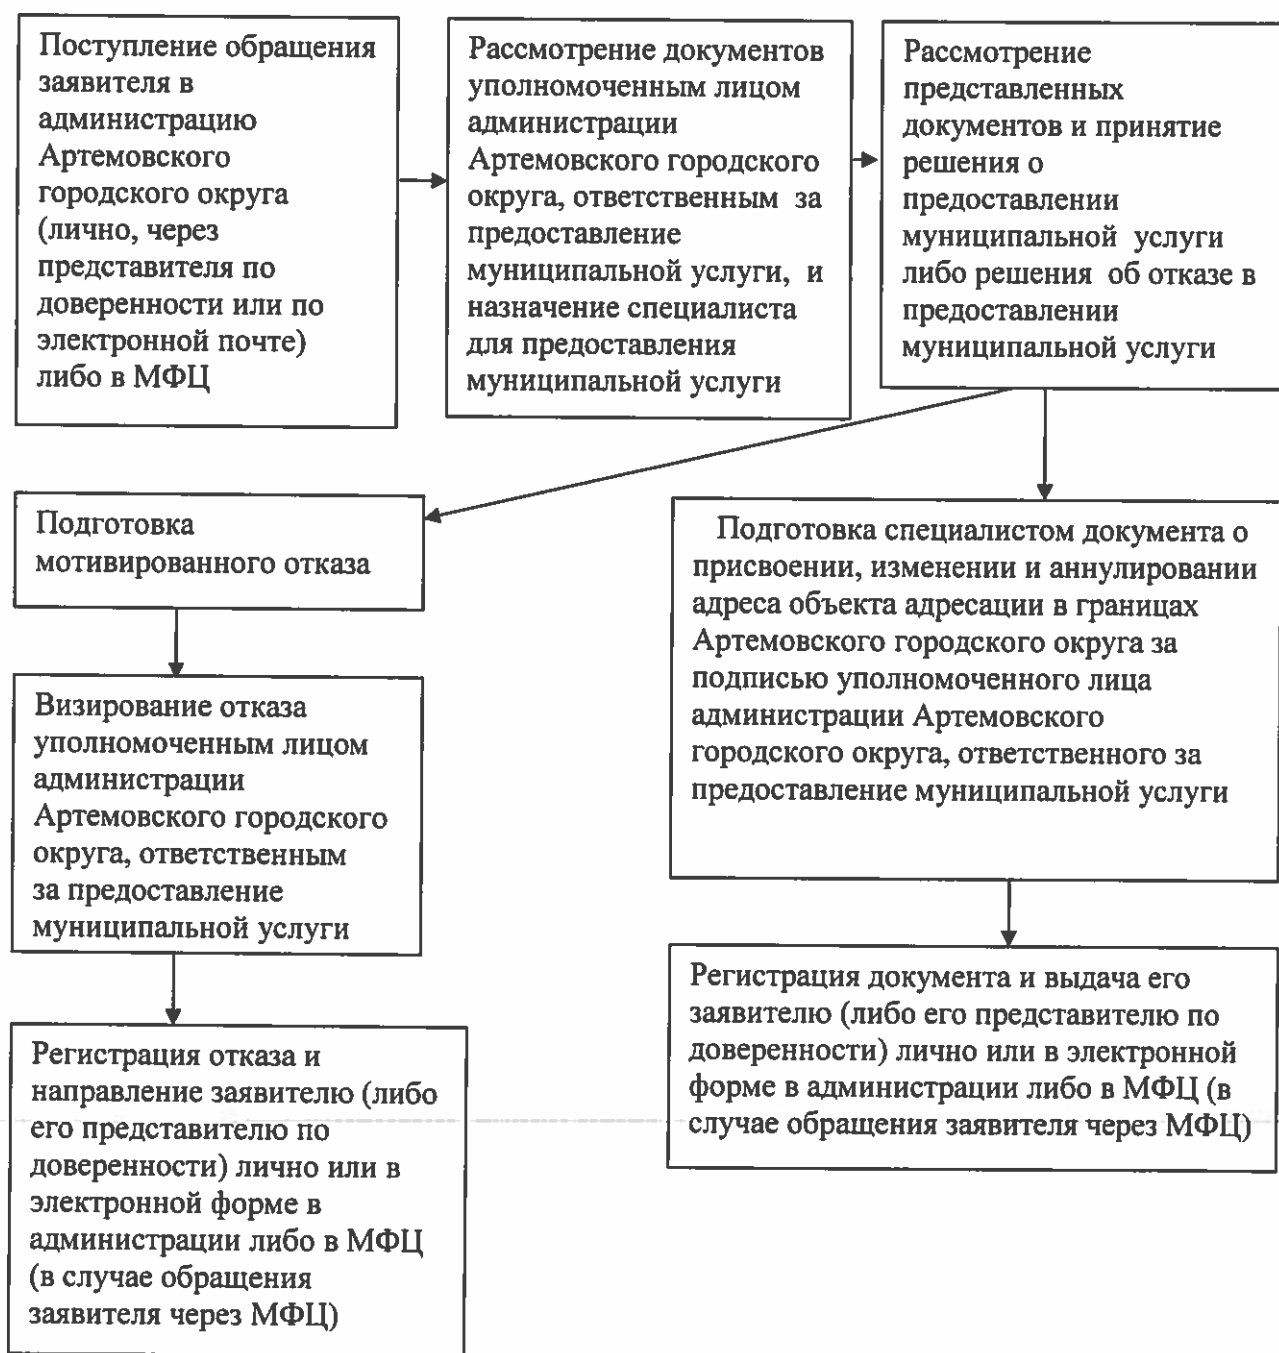 Поступление обращения
заявителя в
администрацию
Артемовского
городского округа
(лично, через
представителя по
доверенности или по
электронной почте)
либо в МФЦ
Рассмотрение документов
уполномоченным лицом
администрации
Артемовского городского
округа, ответственным за
предоставление
муниципальной услуги, и
назначение специалиста
для предоставления
муниципальной услуги
Рассмотрение
представленных
документов и принятие
решения о
предоставлении
муниципальной услуги
либо решения об отказе в
предоставлении
муниципальной услуги
Подготовка
мотивированного отказа
Подготовка специалистом документа о
присвоении, изменении и аннулировании
адреса объекта адресации в границах
Артемовского городского округа за
подписью уполномоченного лица
администрации Артемовского
городского округа, ответственного за
предоставление муниципальной услуги
Визирование отказа
уполномоченным лицом
администрации
Артемовского городского
округа, ответственным
за предоставление
муниципальной услуги
Регистрация документа и выдача его
заявителю (либо его представителю по
доверенности) лично или в электронной
форме в администрации либо в МФЦ (в
случае обращения заявителя через МФЦ)
Регистрация отказа и
направление заявителю (либо
его представителю по
доверенности) лично или в
электронной форме в
администрации либо в МФЦ
(в случае обращения
заявителя через МФЦ)